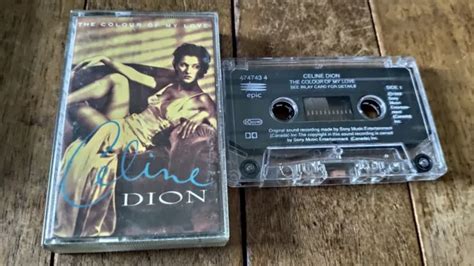 THE COLOUR OF MY LOVE
Céline
DION
474743 4
epic
CELINE DION
THE COLOUR OF MY LOVE
SEE INLAY CARD FOR DETAILS
SIDE
Original sound recording made by Sony Music Entertainment
(Canada) Inc. The copyright in this sound recording is owned
by Sony Music Entertainment (Canada) Inc.